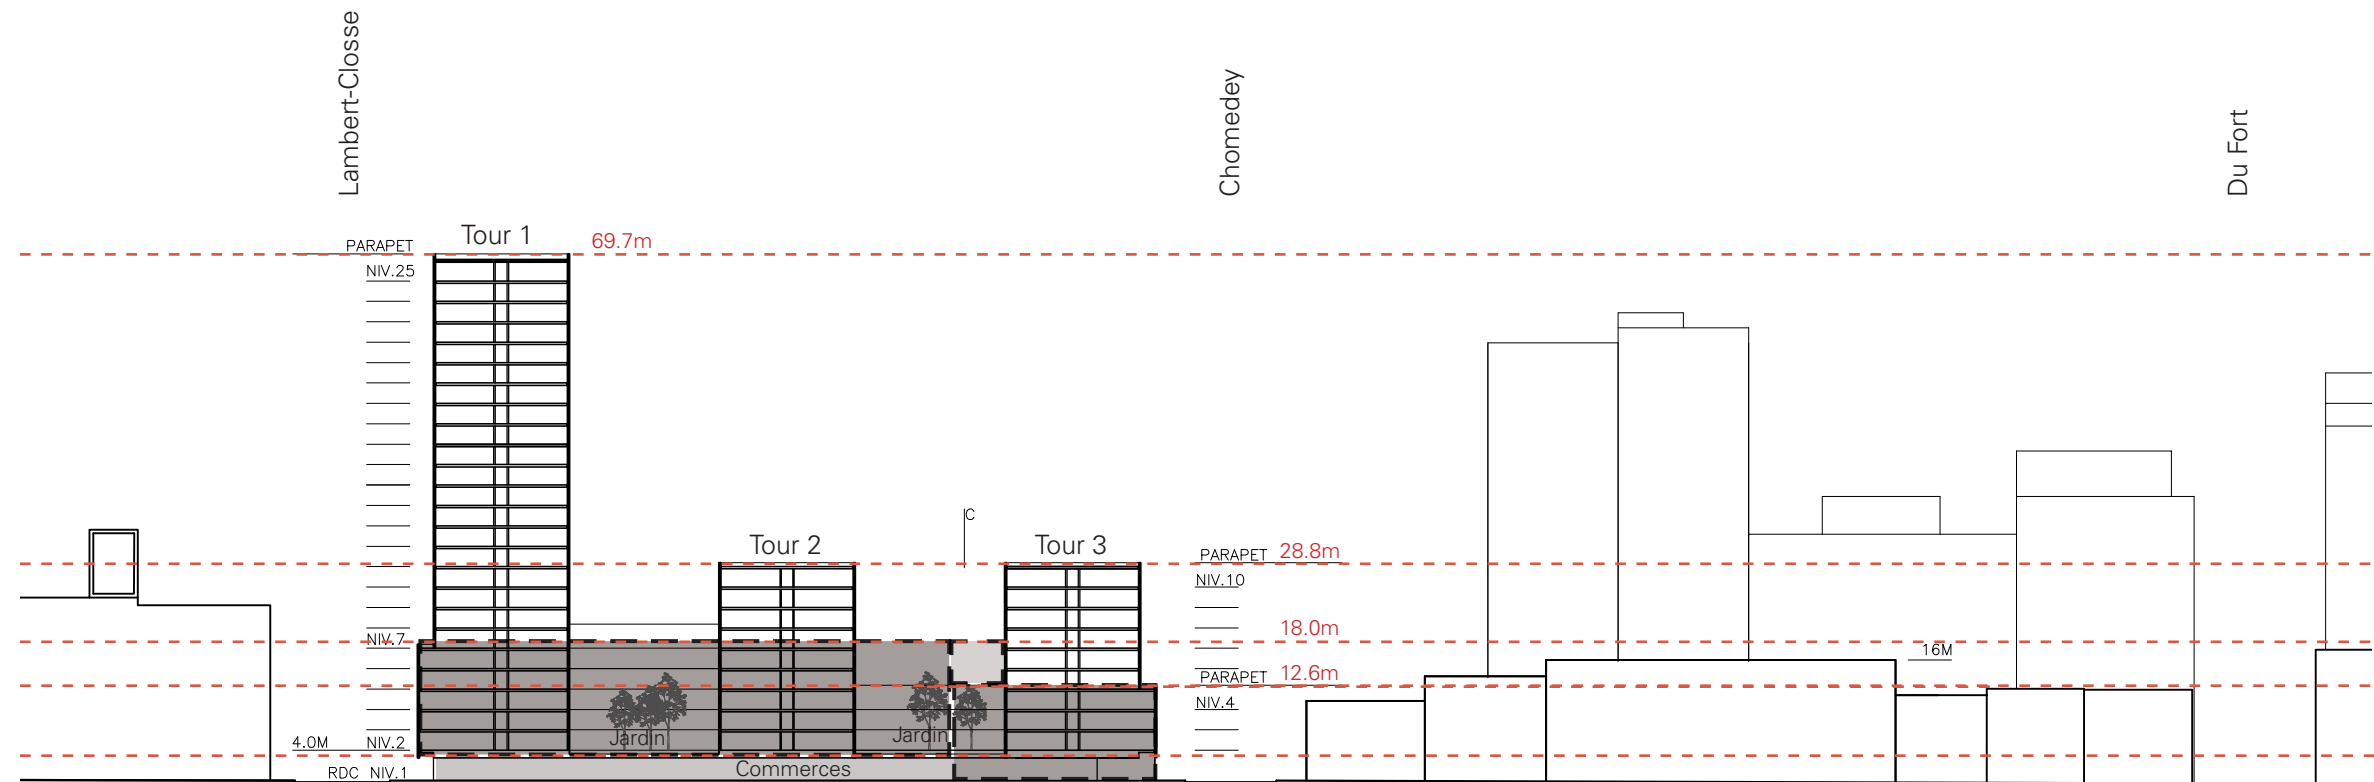 Lambert-Closse
Chomedey
Du Fort
Tour 1
69.7m
PARAPET
NIV.25
C
Tour 2
Tour 3
PARAPET 28.8m
NIV.10
18.0m
NIV.7
16M
PARAPET 12.6m
NIV.4
Jardin
Jardin
4.0M NIV.2
Commerces
RDC NIV.1